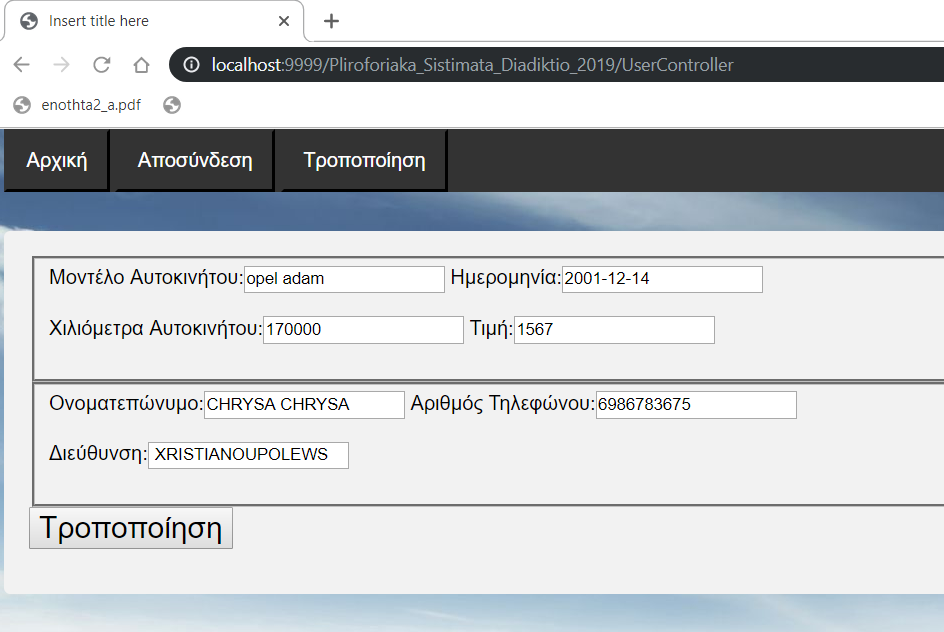 Insert title here
localhost:9999/Pliroforiaka_Sistimata_Diadiktio_2019/UserController
enothta2_a.pdf
Αρχική Αποσύνδεση Τροποποίηση
Μοντέλο Αυτοκινήτου: opel adam Ημερομηνία: 2001-12-14
Χιλιόμετρα Αυτοκινήτου: 170000 Τιμή: 1567
Ονοματεπώνυμο: CHRYSA CHRYSA Αριθμός Τηλεφώνου: 6986783675
Διεύθυνση: XRISTIANOUPOLEWS
Τροποποίηση